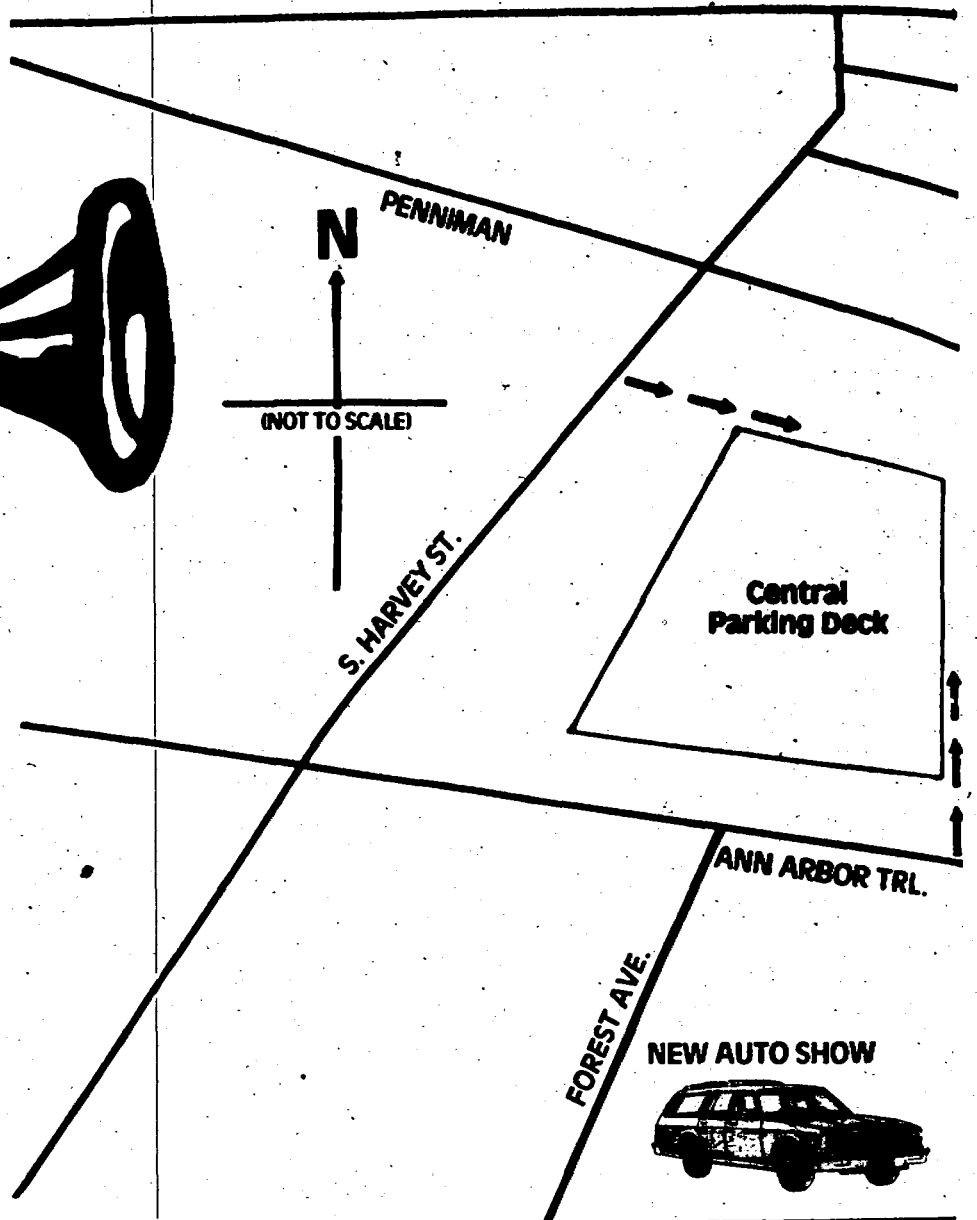 PENNIMAN
N
(NOT TO SCALE)
S. HARVEY ST.
Central
Parking Deck
ANN ARBOR TRL.
FOREST AVE.
NEW AUTO SHOW